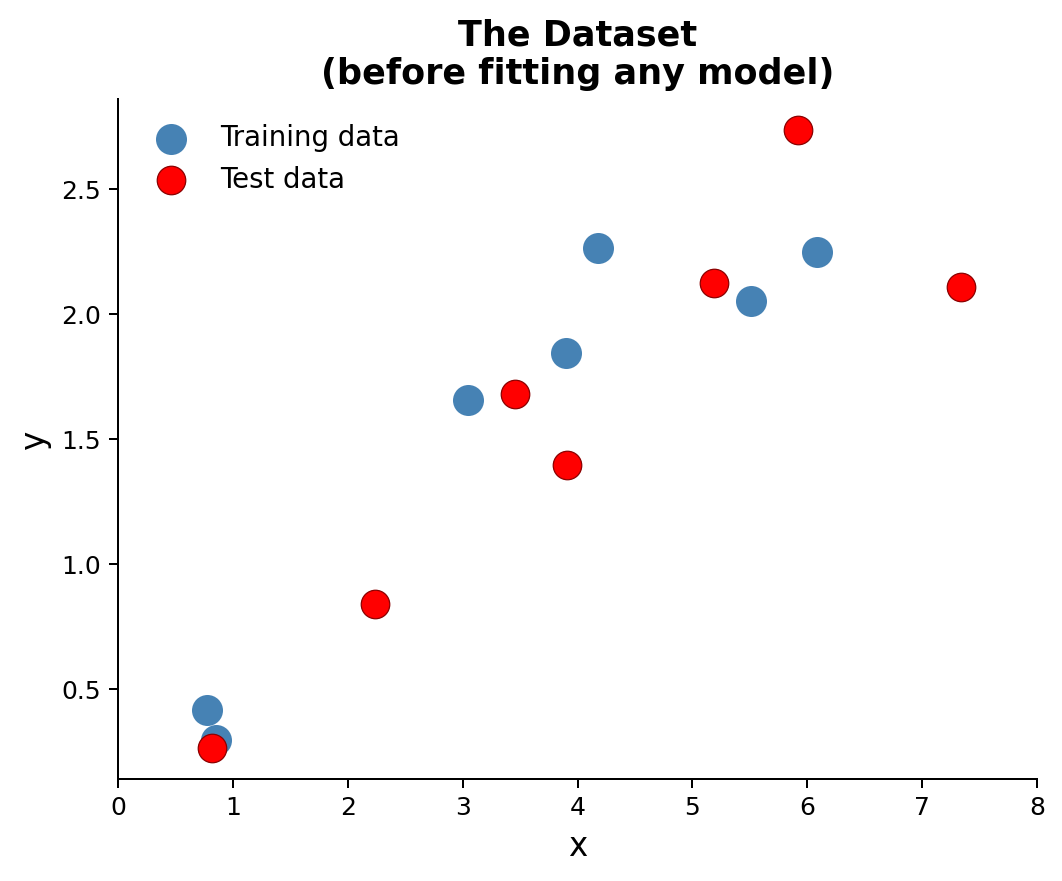 The Dataset
(before fitting any model)
Training data
Test data
2.5
2.0
1.5
1.0
0.5
y
0 1 2 3 4 5 6 7 8
x